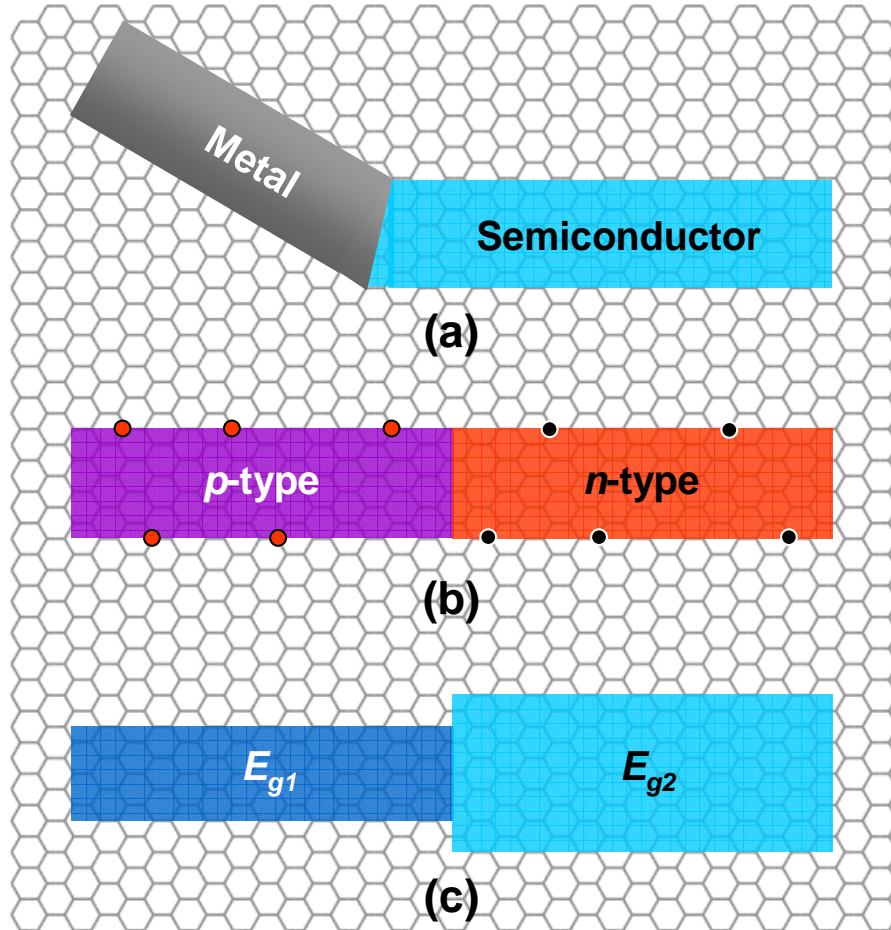 Metal
Semiconductor
(a)
p-type n-type
(b)
Eg1 Eg2
(c)